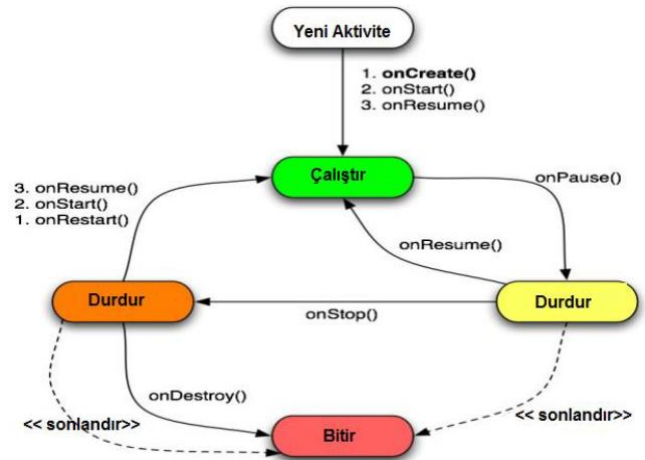 Yeni Aktivite
1. onCreate()
2. onStart()
3. onResume()
Çalıştır
onPause()
3. onResume()
2. onStart()
1. onRestart()
onResume()
Durdur
Durdur
onStop()
onDestroy()
<< sonlandır>>
<< sonlandır>>
Bitir